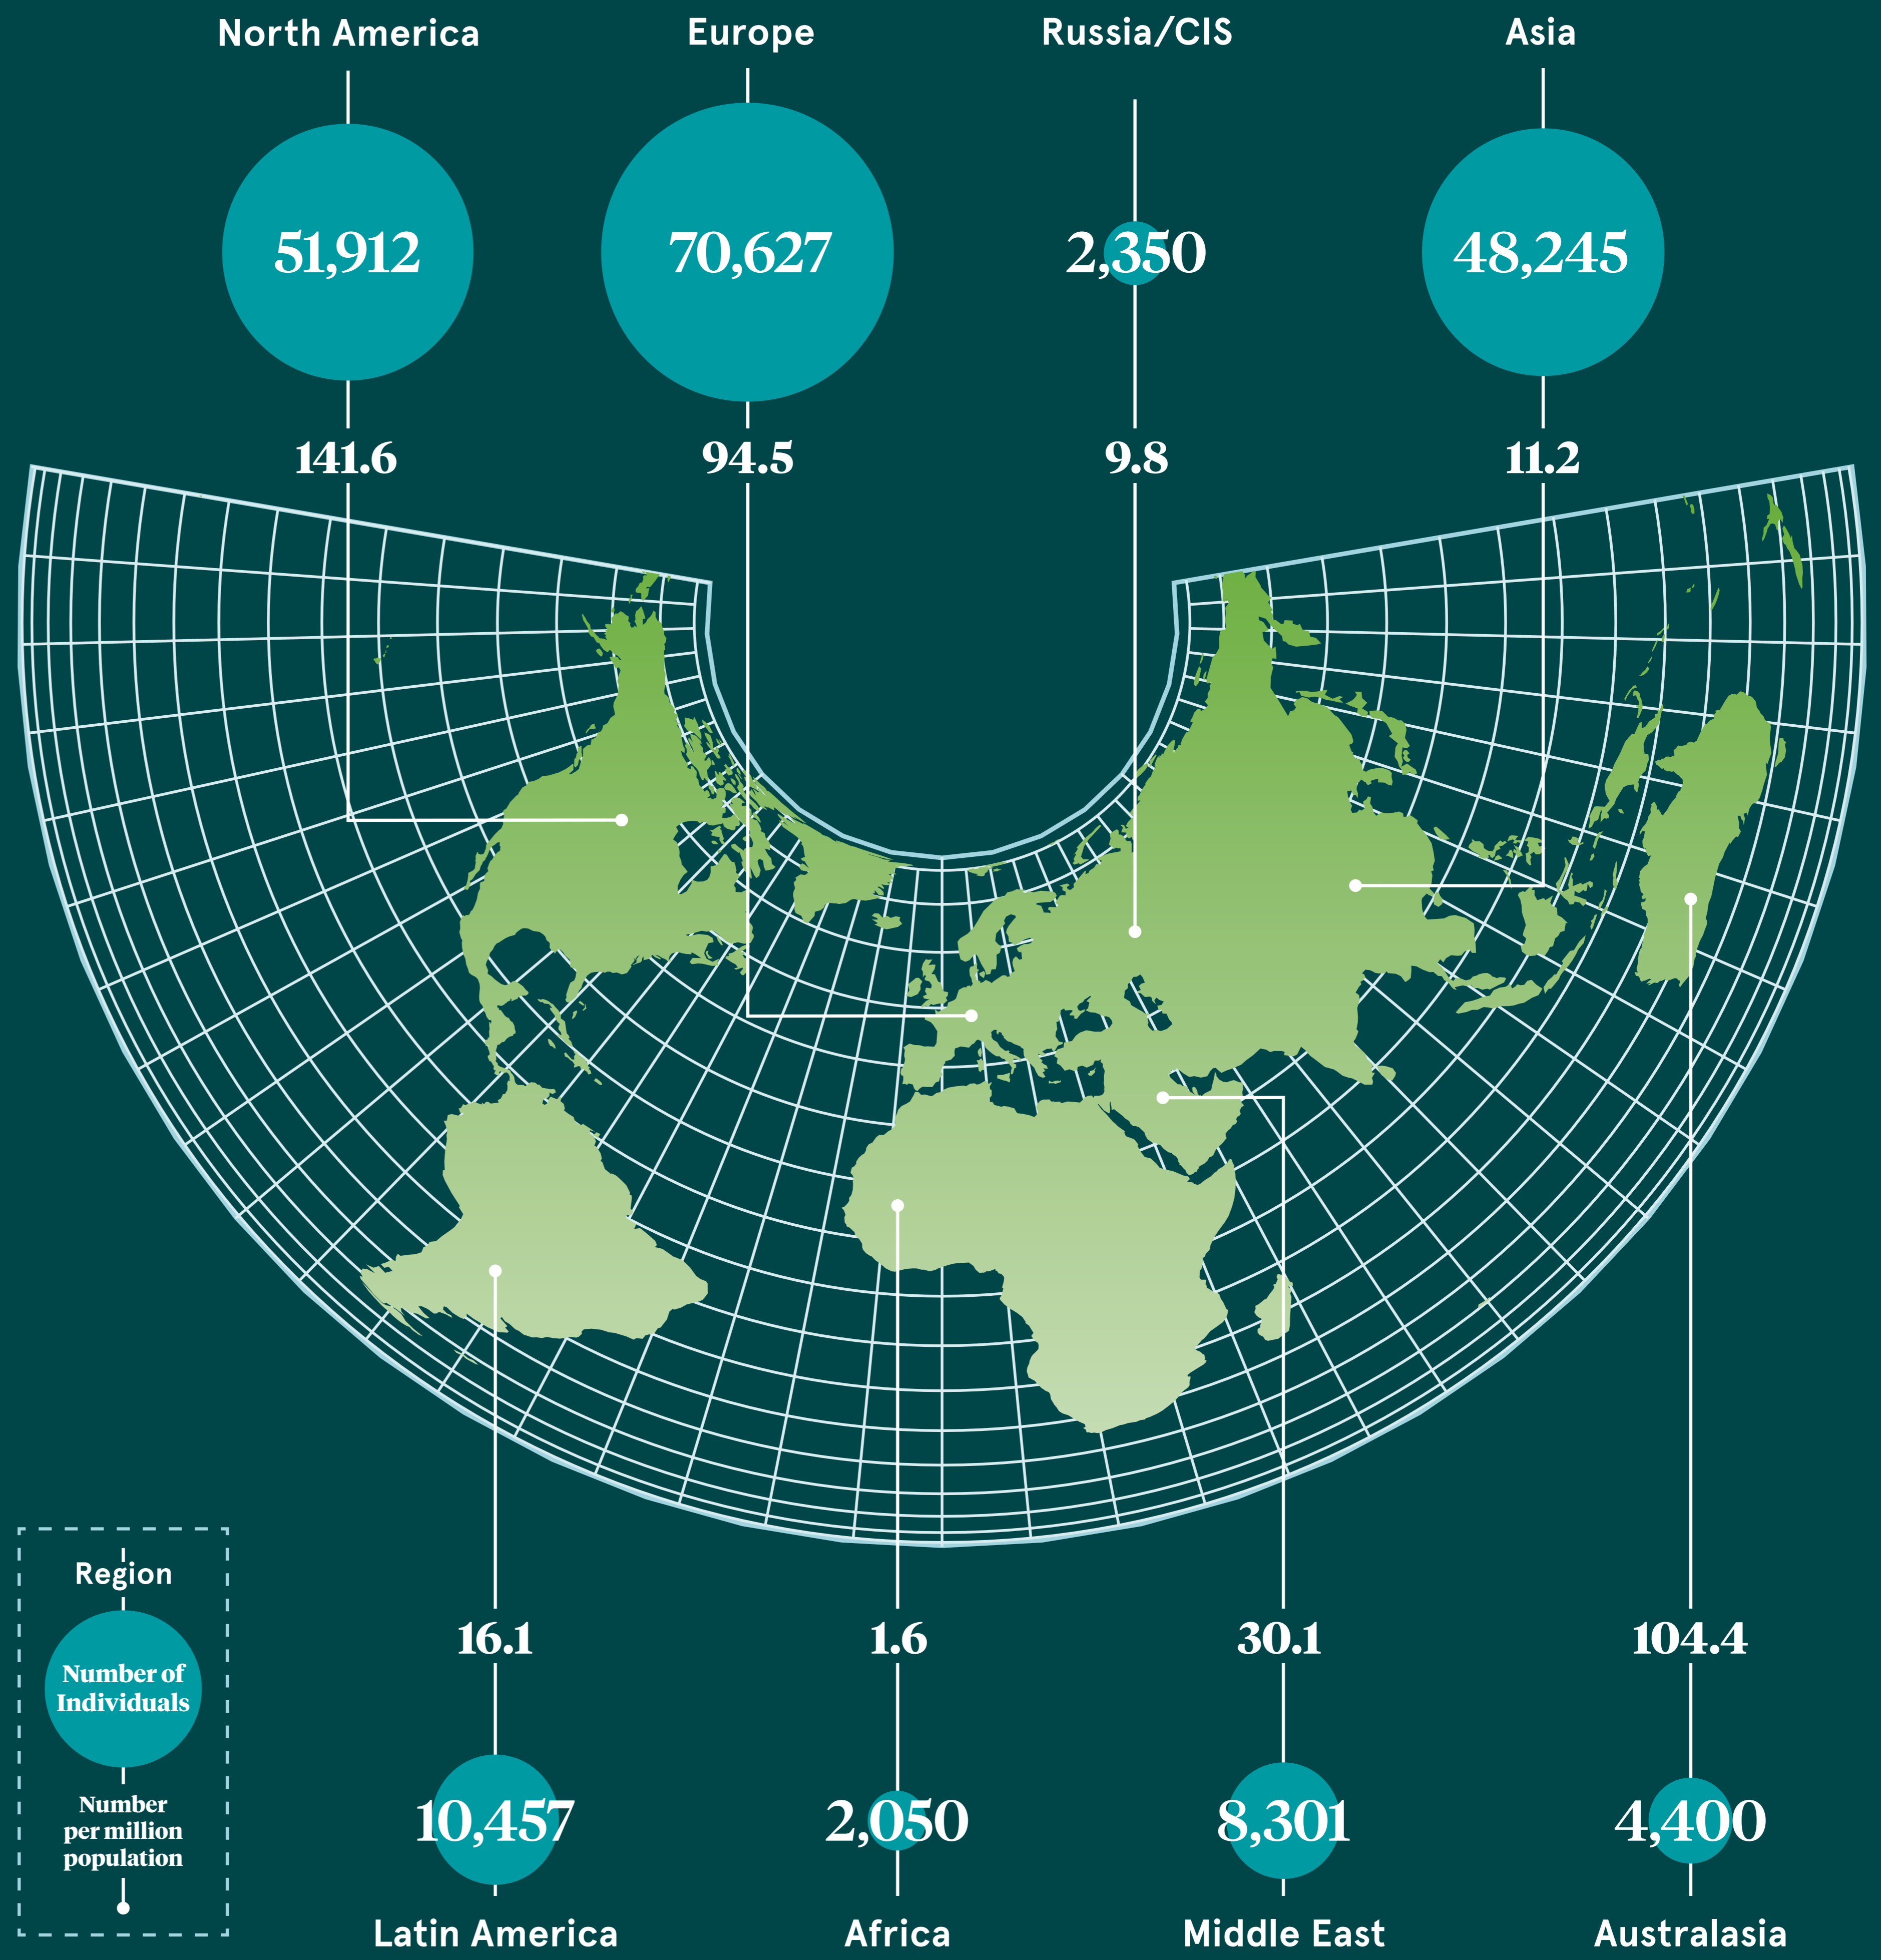 North America
Europe
Russia/CIS
Asia
51,912
70,627
2,350
48,245
141.6
94.5
9.8
11.2
Region
Number of
Individuals
Number
per million
population
16.1
1.6
30.1
104.4
10,457
2,050
8,301
4,400
Latin America
Africa
Middle East
Australasia